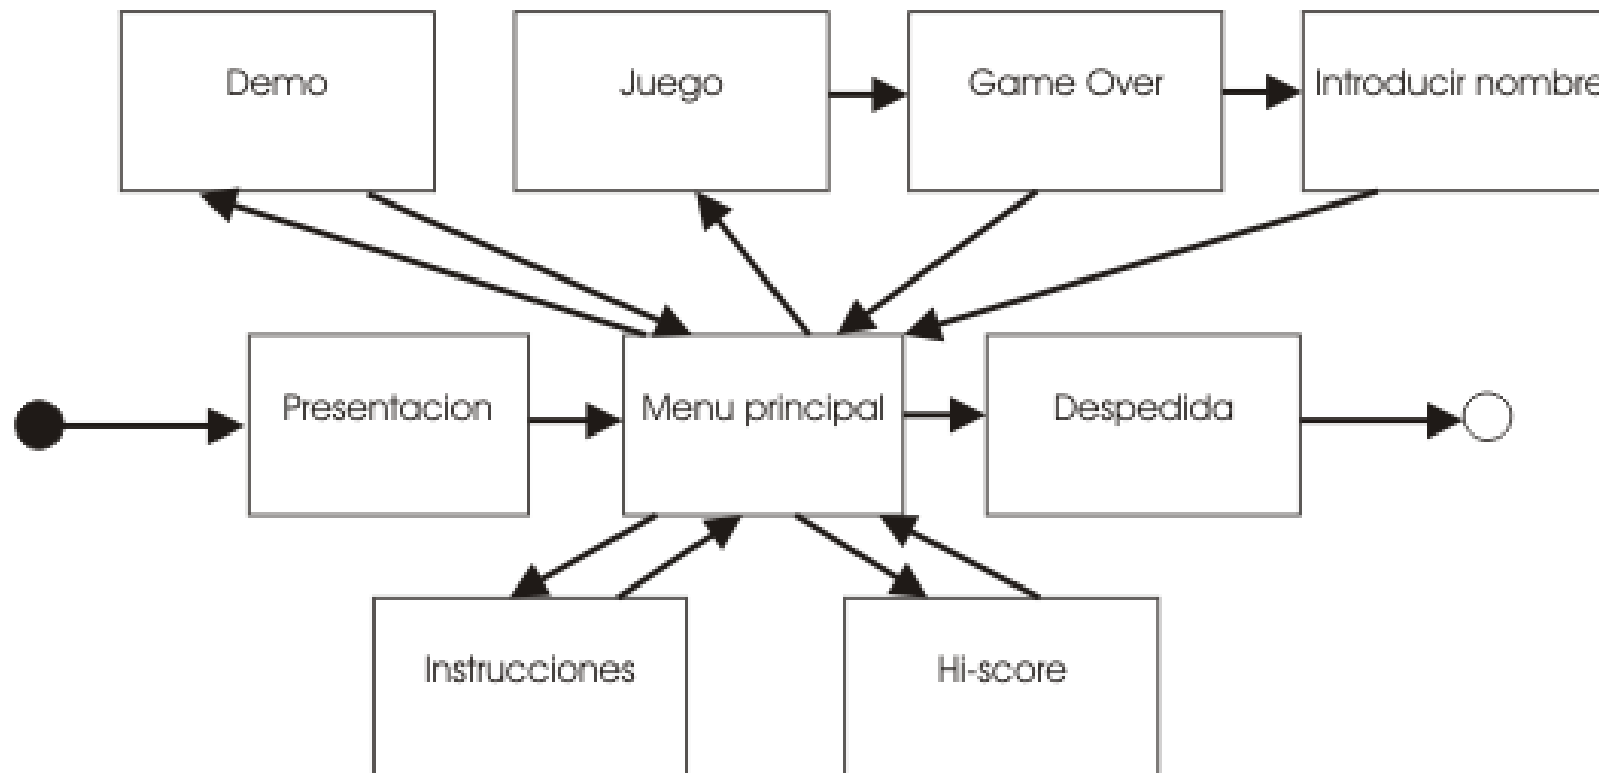 Demo
Juego
Game Over
Introducir nombre
Presentacion
Menu principal
Despedida
Instrucciones
Hi-score